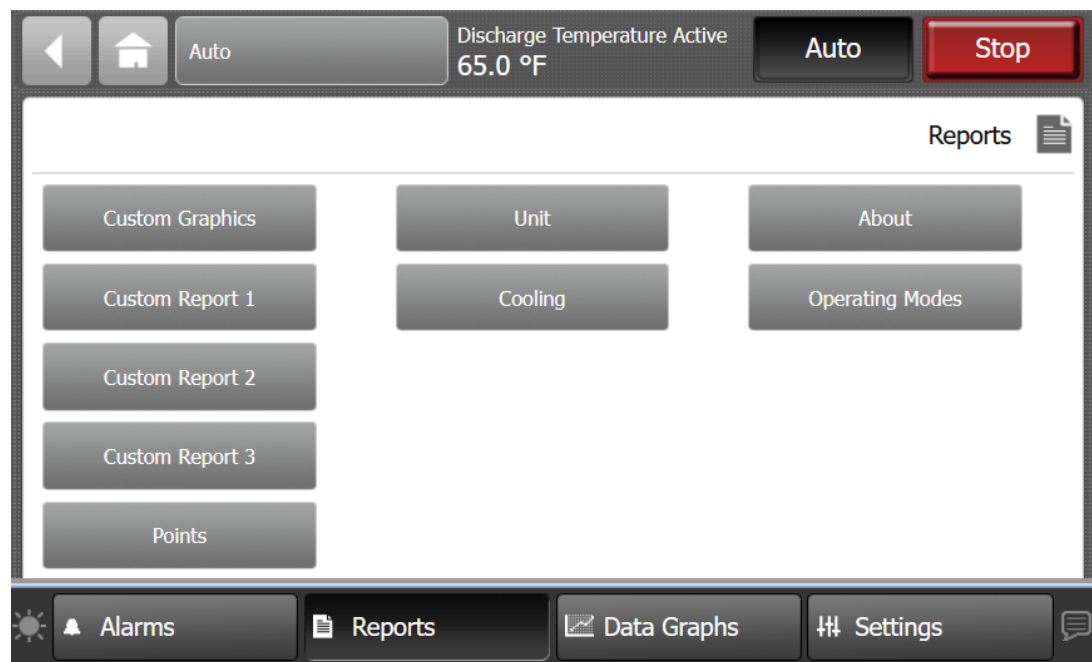 Auto
Discharge Temperature Active
65.0 °F
Auto
Stop
Reports
Custom Graphics
Unit
About
Custom Report 1
Cooling
Operating Modes
Custom Report 2
Custom Report 3
Points
Alarms
Reports
Data Graphs
Settings